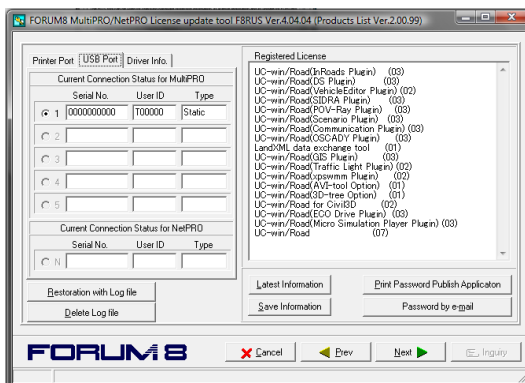 FORUM8 MultiPRO/NetPRO License update tool F8RUS Ver.4.04.04 (Products List Ver.2.00.99)
Printer Port USB Port Driver Info.
Current Connection Status for MultiPRO
Serial No. User ID Type
1 0000000000 T00000 Static
2
3
4
5
Current Connection Status for NetPRO
Serial No. User ID Type
N
Restoration with Log file
Delete Log file
Registered License
UC-win/Road(InRoads Plugin) (03)
UC-win/Road(DS Plugin) (03)
UC-win/Road(VehicleEditor Plugin) (02)
UC-win/Road(SIDRA Plugin) (03)
UC-win/Road(POV-Ray Plugin) (03)
UC-win/Road(Scenario Plugin) (03)
UC-win/Road(Communication Plugin) (03)
UC-win/Road(OSCADY Plugin) (03)
LandXML data exchange tool (01)
UC-win/Road(GIS Plugin) (03)
UC-win/Road(Traffic Light Plugin) (02)
UC-win/Road(xpswmm Plugin) (02)
UC-win/Road(AVI-tool Option) (01)
UC-win/Road(3D-tree Option) (01)
UC-win/Road for Civil3D (02)
UC-win/Road(ECO Drive Plugin) (03)
UC-win/Road(Micro Simulation Player Plugin) (03)
UC-win/Road (07)
Latest Information Print Password Publish Applicaton
Save Information Password by e-mail
FORUM8 Cancel Prev Next Inquiry